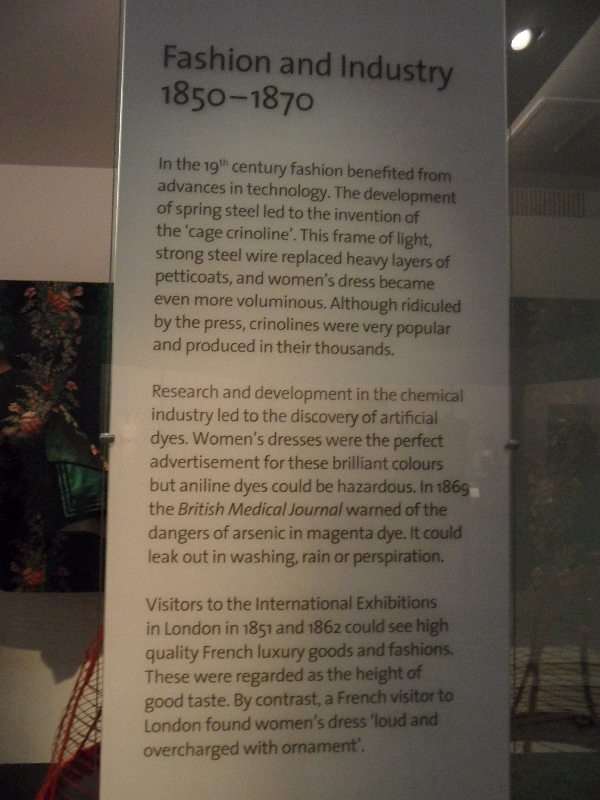 Fashion and Industry
1850–1870
In the 19th century fashion benefited from
advances in technology. The development
of spring steel led to the invention of
the ‘cage crinoline’. This frame of light,
strong steel wire replaced heavy layers of
petticoats, and women’s dress became
even more voluminous. Although ridiculed
by the press, crinolines were very popular
and produced in their thousands.
Research and development in the chemical
industry led to the discovery of artificial
dyes. Women’s dresses were the perfect
advertisement for these brilliant colours
but aniline dyes could be hazardous. In 1869
the British Medical Journal warned of the
dangers of arsenic in magenta dye. It could
leak out in washing, rain or perspiration.
Visitors to the International Exhibitions
in London in 1851 and 1862 could see high
quality French luxury goods and fashions.
These were regarded as the height of
good taste. By contrast, a French visitor to
London found women’s dress ‘loud and
overcharged with ornament’.